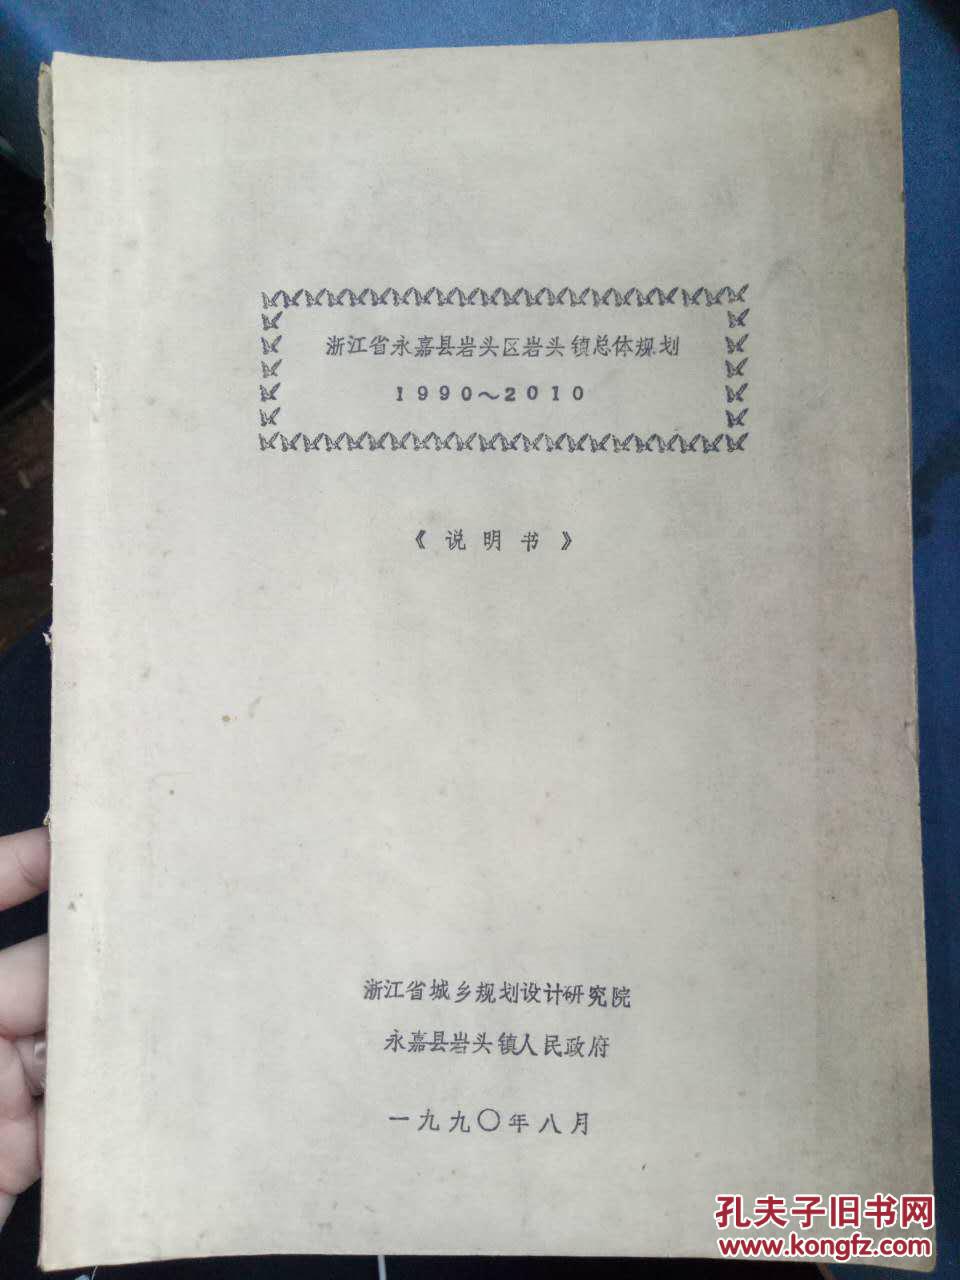 浙江省永嘉县岩头区岩头镇总体规划
1990～2010
《说明书》
浙江省城乡规划设计研究院
永嘉县岩头镇人民政府
一九九〇年八月
孔夫子旧书网
www.kongfz.com